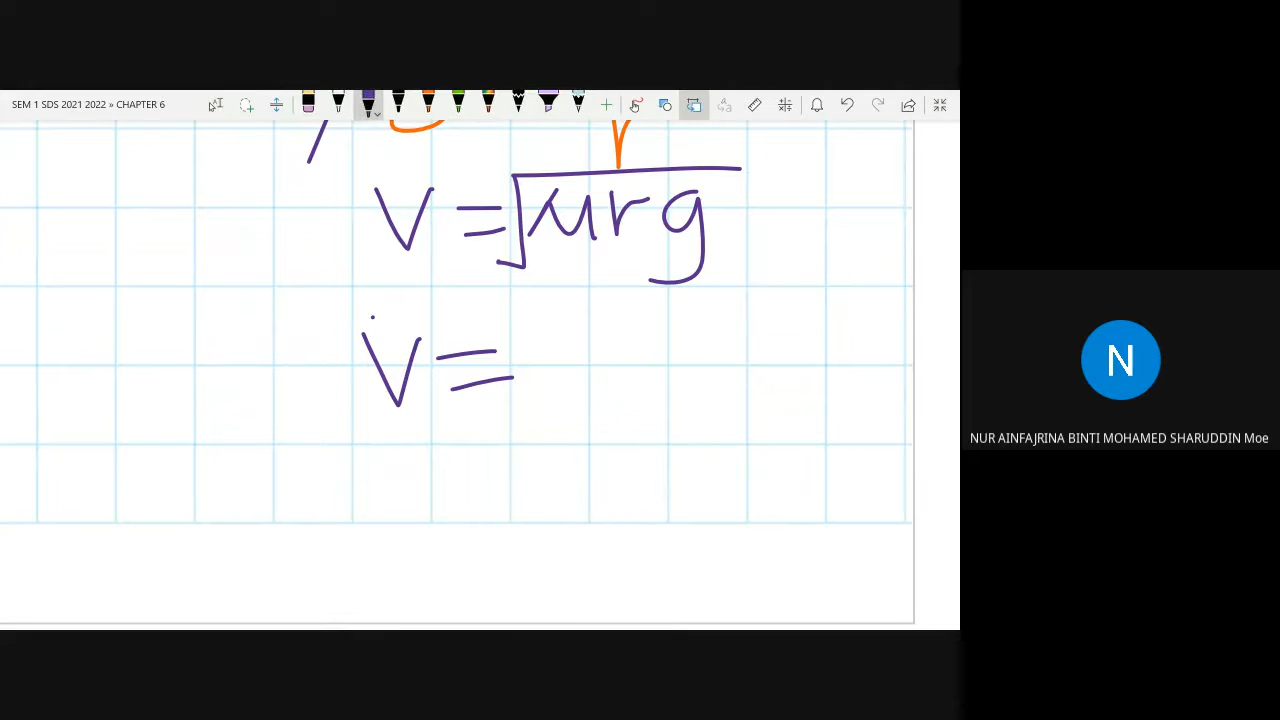 SEM 1 SDS 2021 2022 » CHAPTER 6
r
V = √μrg
V =
N
NUR AINFAJRINA BINTI MOHAMED SHARUDDIN Moe